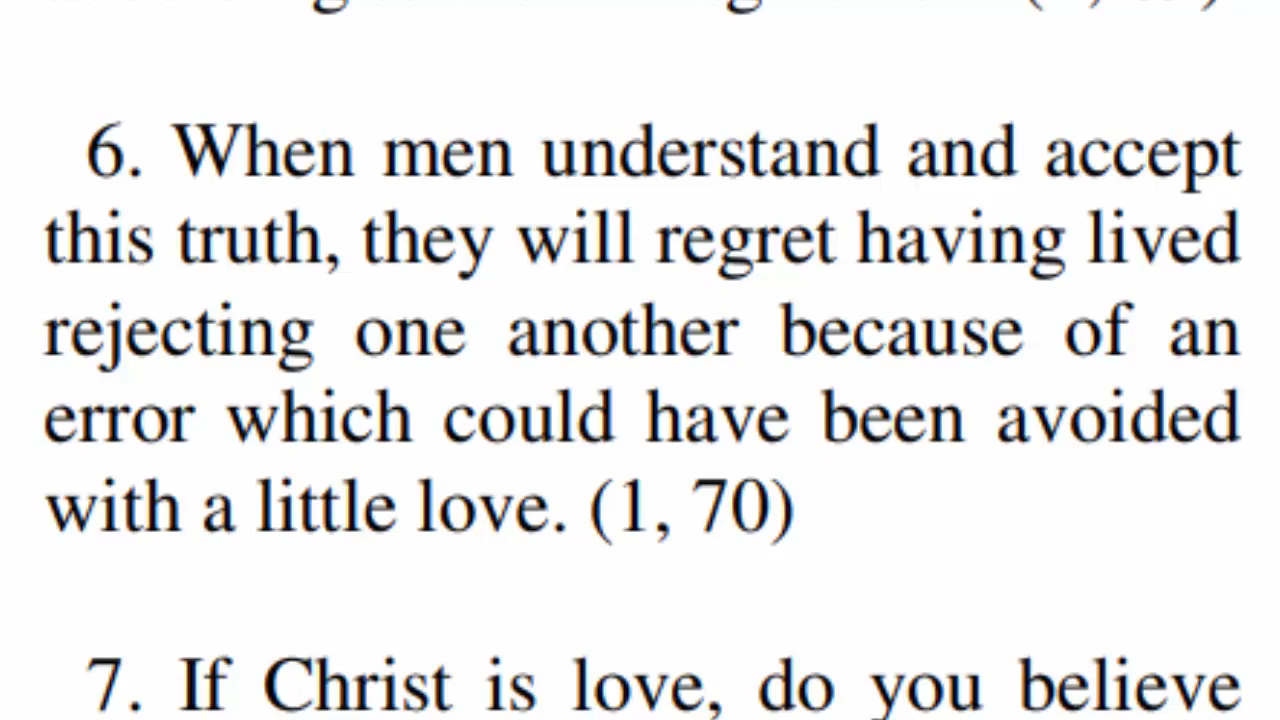 6. When men understand and accept
this truth, they will regret having lived
rejecting one another because of an
error which could have been avoided
with a little love. (1, 70)
7. If Christ is love, do you believe